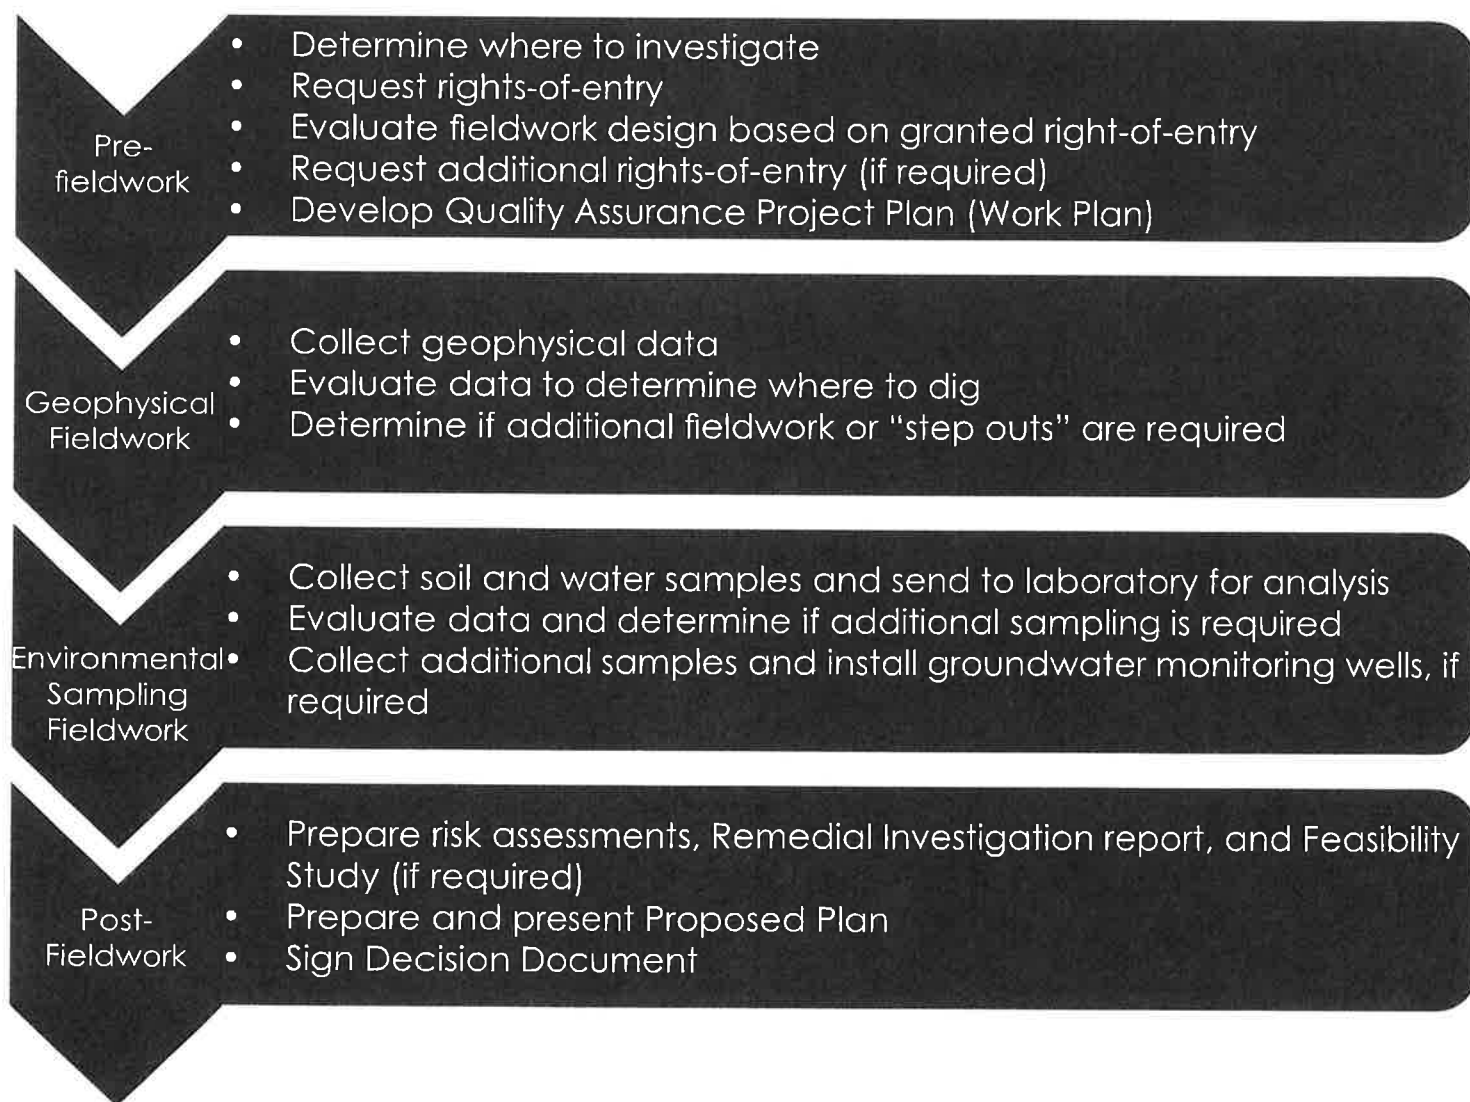 Pre-
fieldwork
• Determine where to investigate
• Request rights-of-entry
• Evaluate fieldwork design based on granted right-of-entry
• Request additional rights-of-entry (if required)
• Develop Quality Assurance Project Plan (Work Plan)
Geophysical
Fieldwork
• Collect geophysical data
• Evaluate data to determine where to dig
• Determine if additional fieldwork or “step outs” are required
Environmental
Sampling
Fieldwork
• Collect soil and water samples and send to laboratory for analysis
• Evaluate data and determine if additional sampling is required
• Collect additional samples and install groundwater monitoring wells, if
required
Post-
Fieldwork
• Prepare risk assessments, Remedial Investigation report, and Feasibility
Study (if required)
• Prepare and present Proposed Plan
• Sign Decision Document